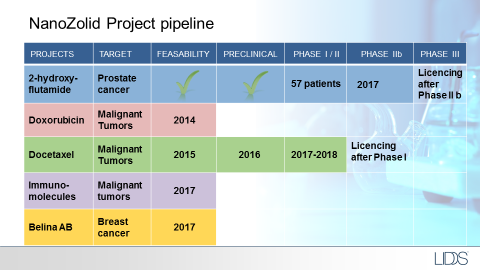 NanoZolid Project pipeline
PROJECTS TARGET FEASABILITY PRECLINICAL PHASE I / II PHASE IIb PHASE III
2-hydroxy-
flutamide
Prostate
cancer
57 patients
2017
Licencing
after
Phase II b
Doxorubicin
Malignant
Tumors
2014
Docetaxel
Malignant
Tumors
2015
2016
2017-2018
Licencing
after Phase I
Immuno-
molecules
Malignant
tumors
2017
Belina AB
Breast
cancer
2017
LIDDS